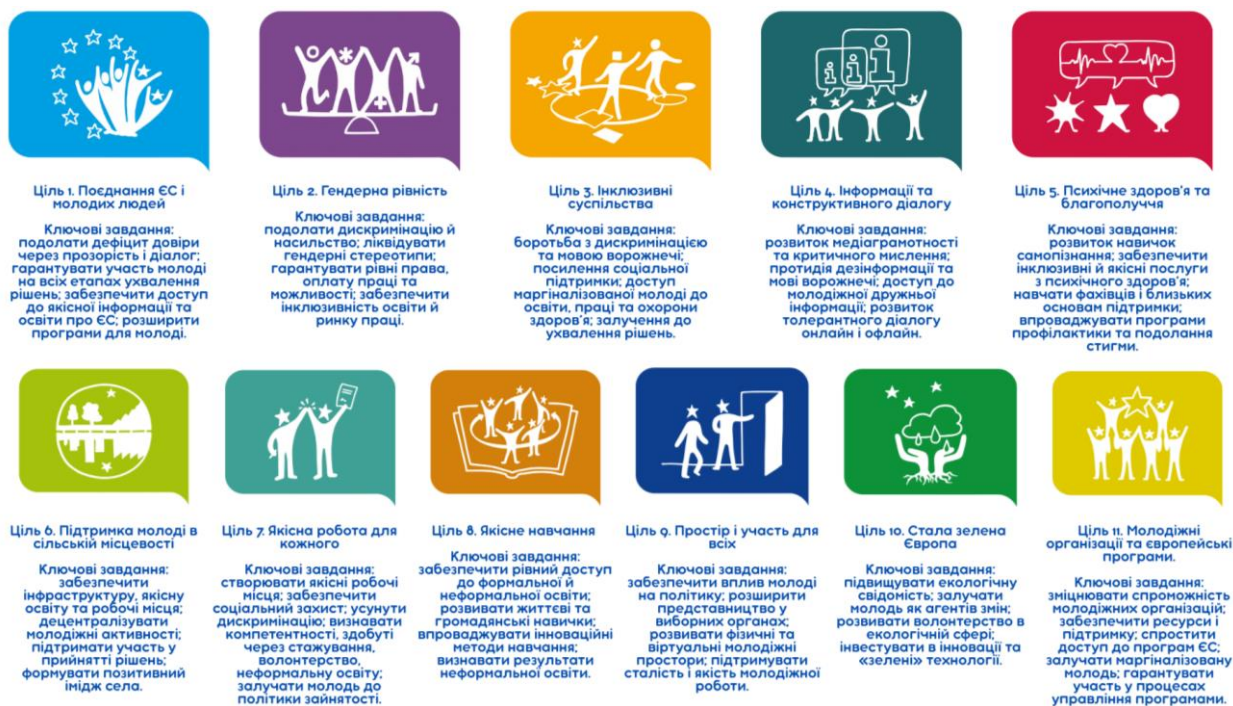 Ціль 1. Поєднання ЄС і
молодих людей
Ключові завдання:
подолати дефіцит довіри
через прозорість і діалог;
гарантувати участь молоді
на всіх етапах ухвалення
рішень; забезпечити доступ
до якісної інформації та
освіти про ЄС; розширити
програми для молоді.
Ціль 2. Гендерна рівність
Ключові завдання:
подолати дискримінацію й
насильство; ліквідувати
гендерні стереотипи;
гарантувати рівні права,
оплату праці та
можливості; забезпечити
інклюзивність освіти й
ринку праці.
Ціль 3. Інклюзивні
суспільства
Ключові завдання:
боротьба з дискримінацією
та мовою ворожнечі;
посилення соціальної
підтримки; доступ
маргіналізованої молоді до
освіти, праці та охорони
здоров'я; залучення до
ухвалення рішень.
Ціль 4. Інформації та
конструктивного діалогу
Ключові завдання:
розвиток медіаграмотності
та критичного мислення;
протидія дезінформації та
мові ворожнечі; доступ до
молодіжної дружньої
інформації; розвиток
толерантного діалогу
онлайн і офлайн.
Ціль 5. Психічне здоров'я та
благополуччя
Ключові завдання:
розвиток навичок
самопізнання; забезпечити
інклюзивні й якісні послуги
з психічного здоров'я;
навчати фахівців і близьких
основам підтримки;
впроваджувати програми
профілактики та подолання
стигми.
Ціль 6. Підтримка молоді в
сільській місцевості
Ключові завдання:
забезпечити
інфраструктуру, якісну
освіту та робочі місця;
децентралізувати
молодіжні активності;
підтримати участь у
прийнятті рішень;
формувати позитивний
імідж села.
Ціль 7. Якісна робота для
кожного
Ключові завдання:
створювати якісні робочі
місця; забезпечити
соціальний захист; усунути
дискримінацію; визнавати
компетентності, здобуті
через стажування,
волонтерство,
неформальну освіту;
залучати молодь до
політики зайнятості.
Ціль 8. Якісне навчання
Ключові завдання:
забезпечити рівний доступ
до формальної й
неформальної освіти;
розвивати життєві та
громадянські навички;
впроваджувати інноваційні
методи навчання;
визнавати результати
неформальної освіти.
Ціль 9. Простір і участь для
всіх
Ключові завдання:
забезпечити вплив молоді
на політику; розширити
представництво у
виборних органах;
розвивати фізичні та
віртуальні молодіжні
простори; підтримувати
сталість і якість молодіжної
роботи.
Ціль 10. Стала зелена
Європа
Ключові завдання:
підвищувати екологічну
свідомість; залучати
молодь як агентів змін;
розвивати волонтерство в
екологічній сфері;
інвестувати в інновації та
«зелені» технології.
Ціль 11. Молодіжні
організації та європейські
програми.
Ключові завдання:
зміцнювати спроможність
молодіжних організацій;
забезпечити ресурси і
підтримку; спростити
доступ до програм ЄС;
залучати маргіналізовану
молодь; гарантувати
участь у процесах
управління програмами.